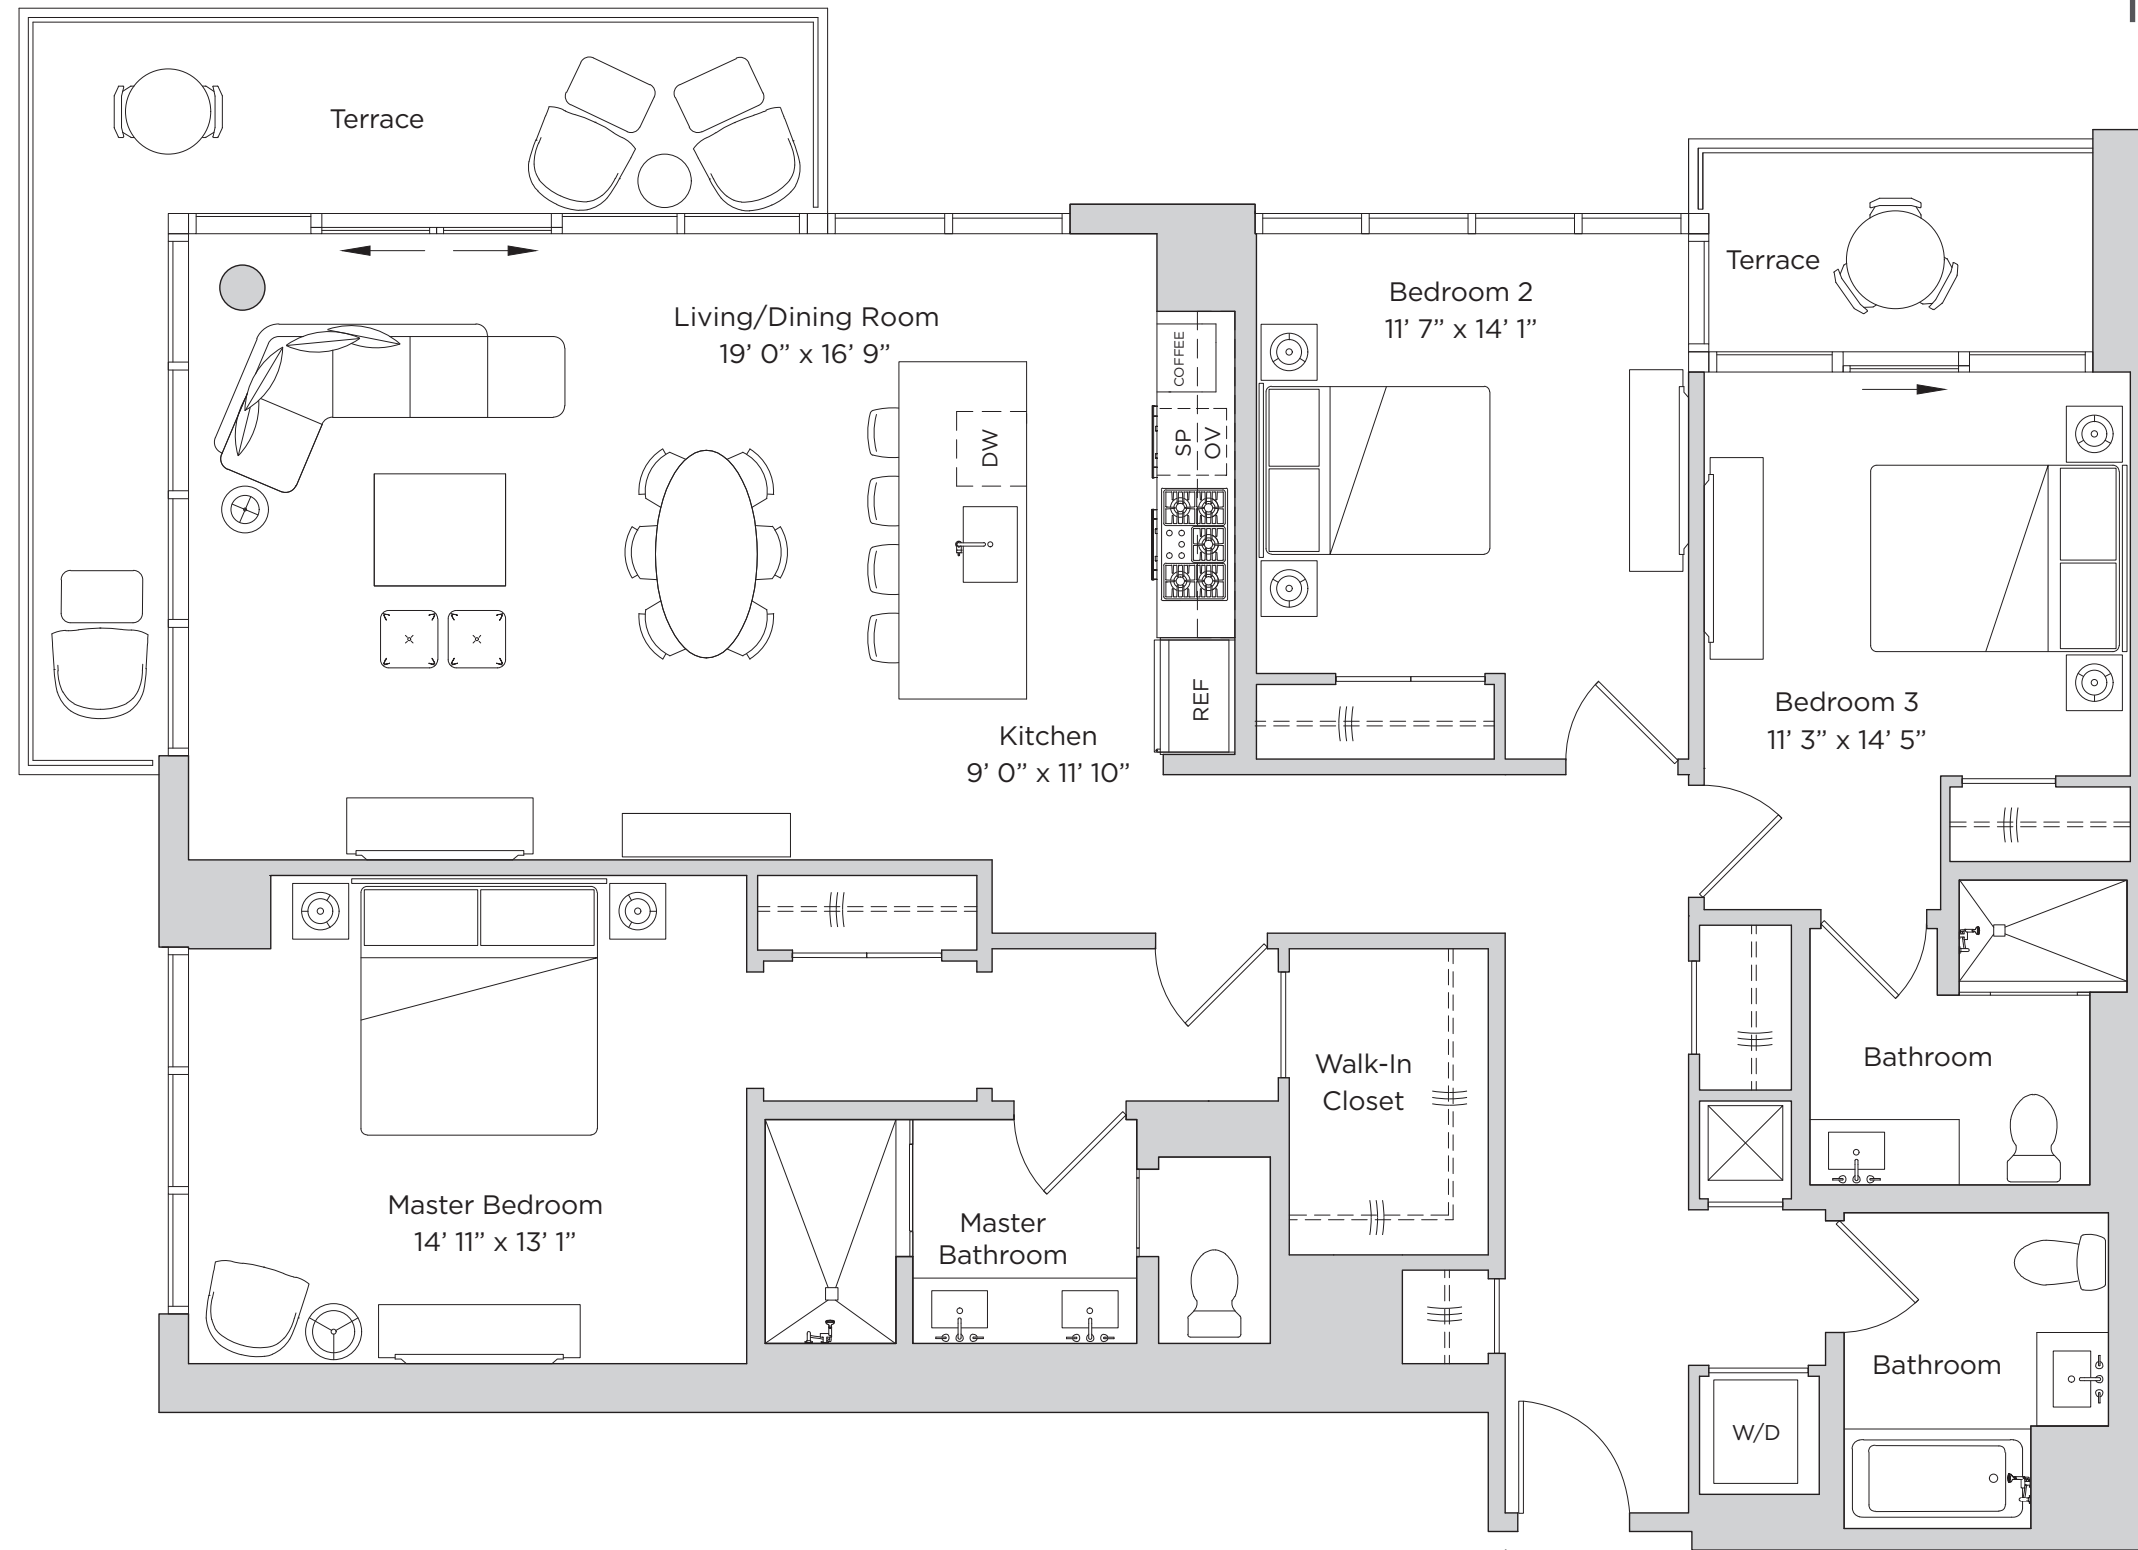 Terrace
Terrace
Living/Dining Room
19’ 0” x 16’ 9”
Bedroom 2
11’ 7” x 14’ 1”
COFFEE
SP
OV
DW
REF
Kitchen
9’ 0” x 11’ 10”
Bedroom 3
11’ 3” x 14’ 5”
Walk-In
Closet
Bathroom
Master Bedroom
14’ 11” x 13’ 1”
Master
Bathroom
Bathroom
W/D